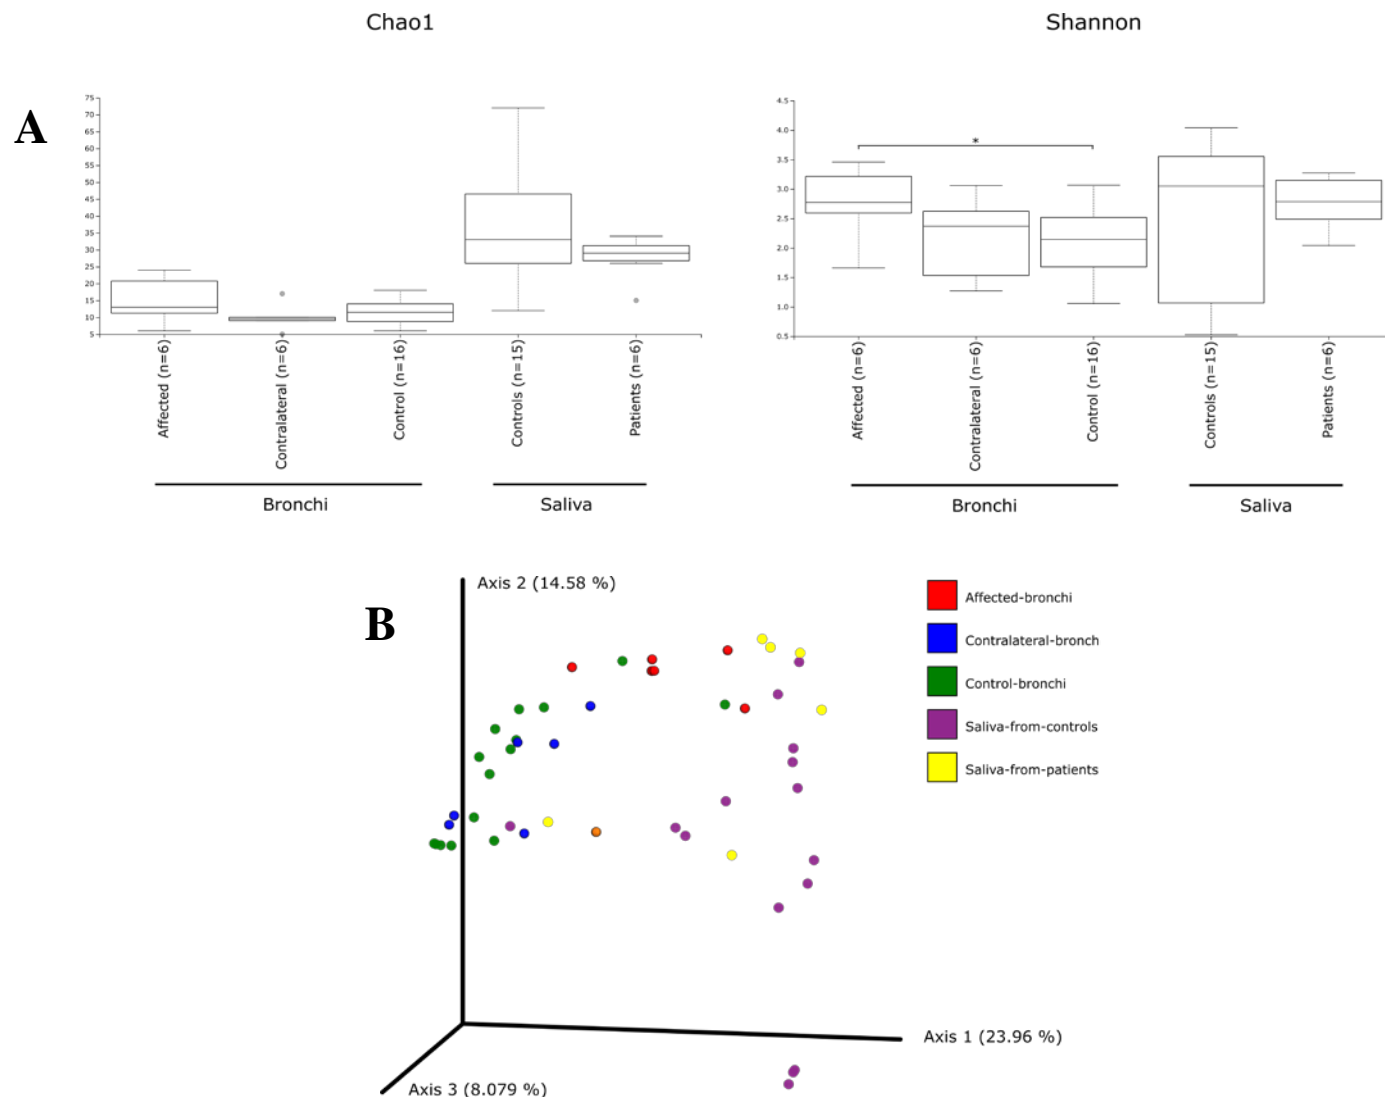 Chao1
Shannon
A
75
70
65
60
55
50
45
40
35
30
25
20
15
10
5
Affected (n=6)
Contralateral (n=6)
Control (n=16)
Controls (n=15)
Patients (n=6)
Bronchi
Saliva
4.5
4.0
3.5
3.0
2.5
2.0
1.5
1.0
0.5
*
Affected (n=6)
Contralateral (n=6)
Control (n=16)
Controls (n=15)
Patients (n=6)
Bronchi
Saliva
B
Axis 2 (14.58 %)
Axis 1 (23.96 %)
Axis 3 (8.079 %)
Affected-bronchi
Contralateral-bronch
Control-bronchi
Saliva-from-controls
Saliva-from-patients